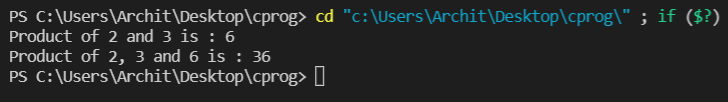 PS C:\Users\Archit\Desktop\cprog> cd "c:\Users\Archit\Desktop\cprog\" ; if ($?)
Product of 2 and 3 is : 6
Product of 2, 3 and 6 is : 36
PS C:\Users\Archit\Desktop\cprog>